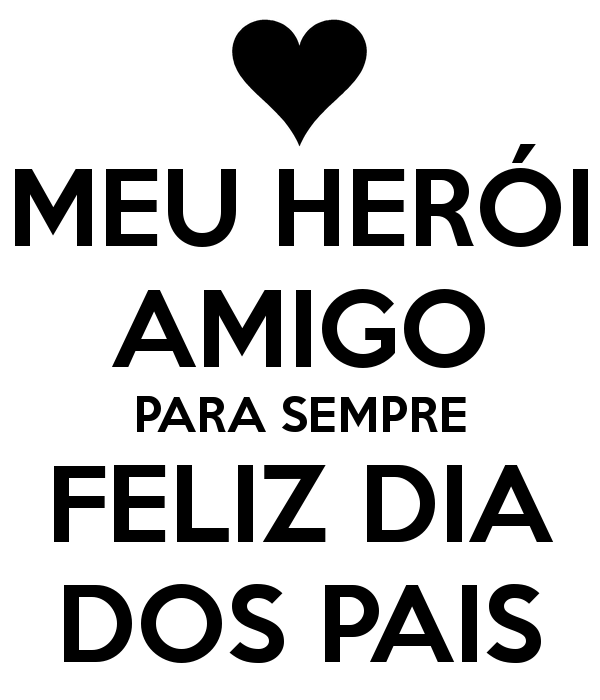 MEU HERÓI
AMIGO
PARA SEMPRE
FELIZ DIA
DOS PAIS